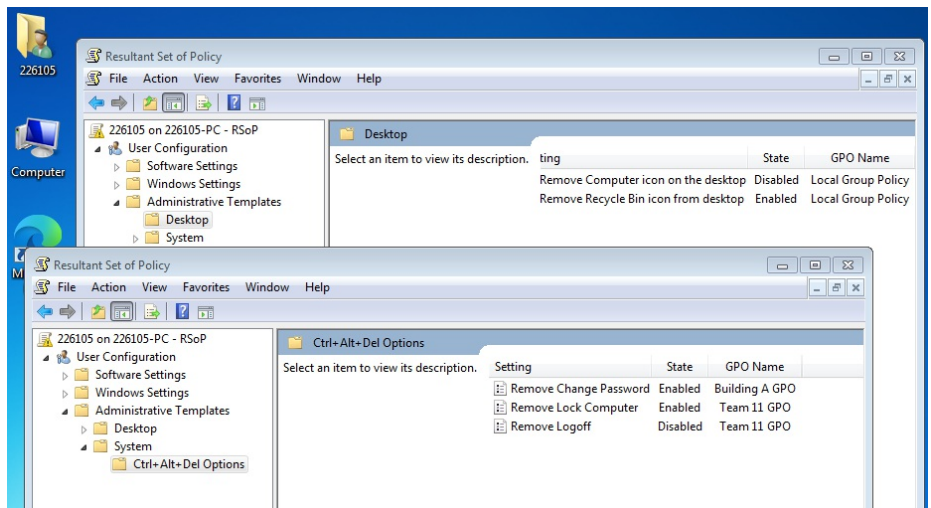 226105
Computer
M
Resultant Set of Policy
File Action View Favorites Window Help
226105 on 226105-PC - RSoP
User Configuration
Software Settings
Windows Settings
Administrative Templates
Desktop
System
Desktop
Select an item to view its description.
ting State GPO Name
Remove Computer icon on the desktop Disabled Local Group Policy
Remove Recycle Bin icon from desktop Enabled Local Group Policy
Resultant Set of Policy
File Action View Favorites Window Help
226105 on 226105-PC - RSoP
User Configuration
Software Settings
Windows Settings
Administrative Templates
Desktop
System
Ctrl+Alt+Del Options
Ctrl+Alt+Del Options
Select an item to view its description.
Setting State GPO Name
Remove Change Password Enabled Building A GPO
Remove Lock Computer Enabled Team 11 GPO
Remove Logoff Disabled Team 11 GPO